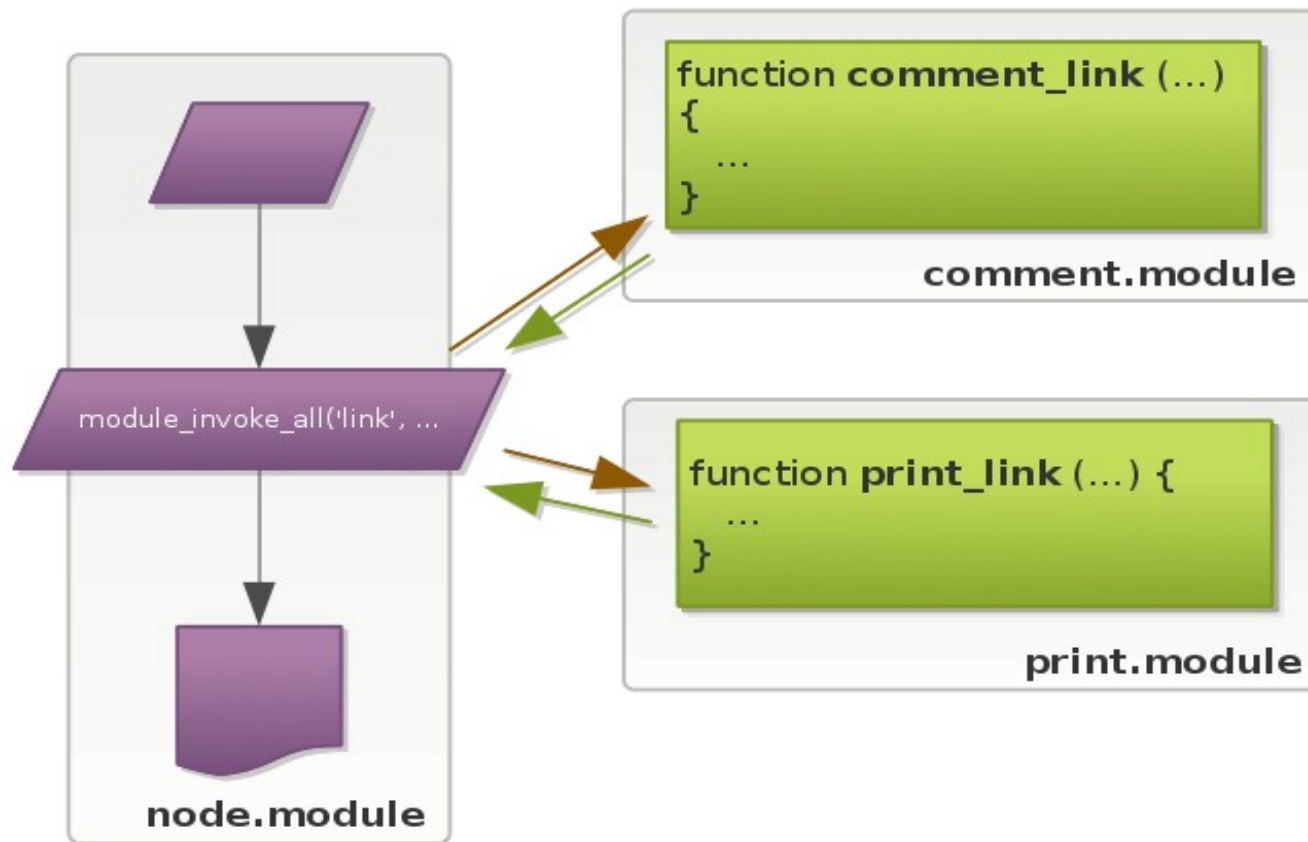 function comment_link (...)
{
...
}
comment.module
module_invoke_all('link', ...
function print_link (...) {
...
}
print.module
node.module